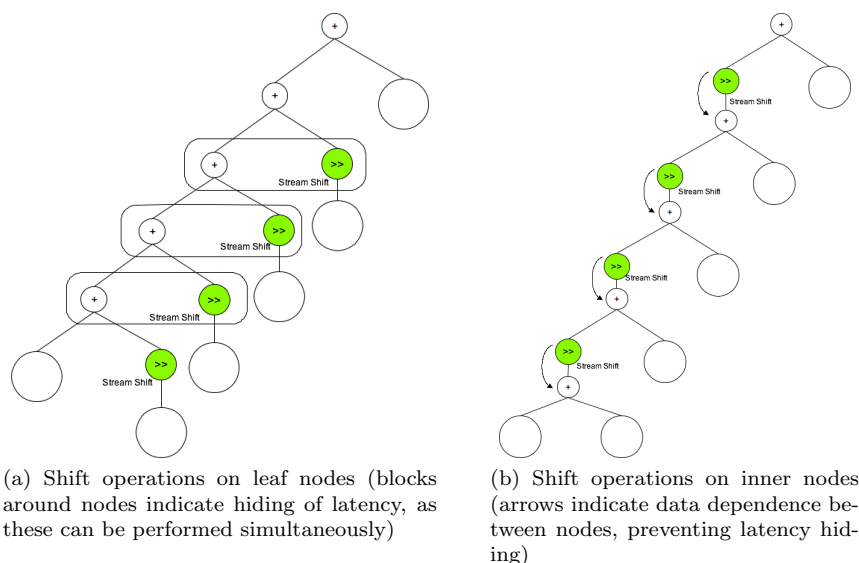 +
+
+
>>
Stream Shift
+
>>
Stream Shift
+
>>
Stream Shift
>>
Stream Shift
(a) Shift operations on leaf nodes (blocks
around nodes indicate hiding of latency, as
these can be performed simultaneously)
+
>>
Stream Shift
+
>>
Stream Shift
+
>>
Stream Shift
+
>>
Stream Shift
+
(b) Shift operations on inner nodes
(arrows indicate data dependence be-
tween nodes, preventing latency hid-
ing)